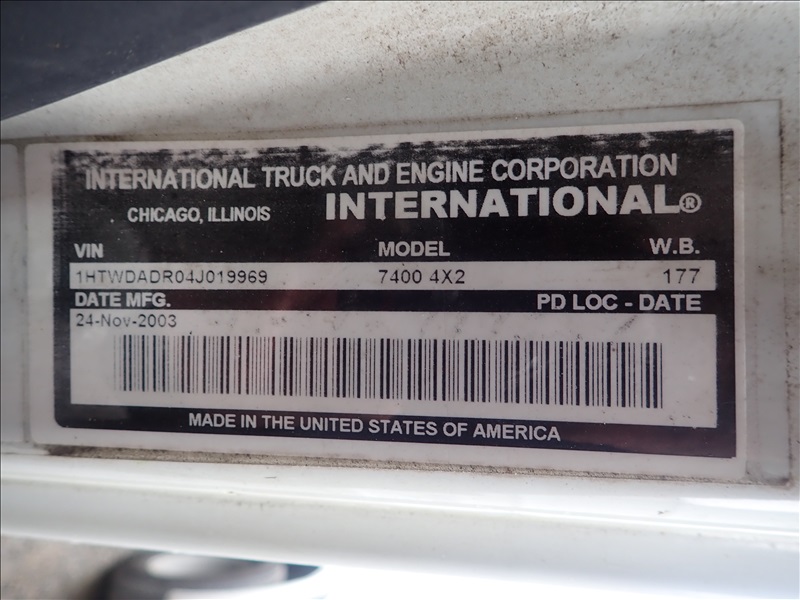 INTERNATIONAL TRUCK AND ENGINE CORPORATION
CHICAGO, ILLINOIS INTERNATIONAL®
VIN MODEL W.B.
1HTWDADR04J019969 7400 4X2 177
DATE MFG. PD LOC - DATE
24-Nov-2003
MADE IN THE UNITED STATES OF AMERICA